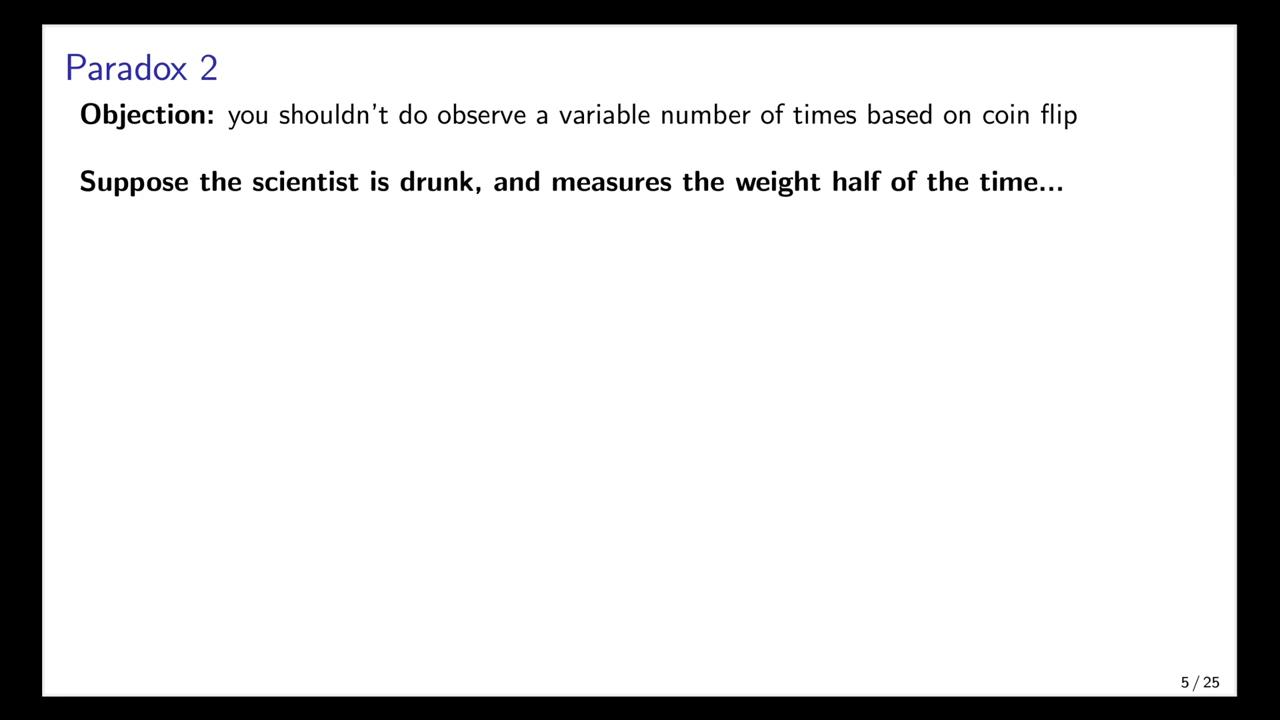 Paradox 2
Objection: you shouldn't do observe a variable number of times based on coin flip
Suppose the scientist is drunk, and measures the weight half of the time...
5 / 25